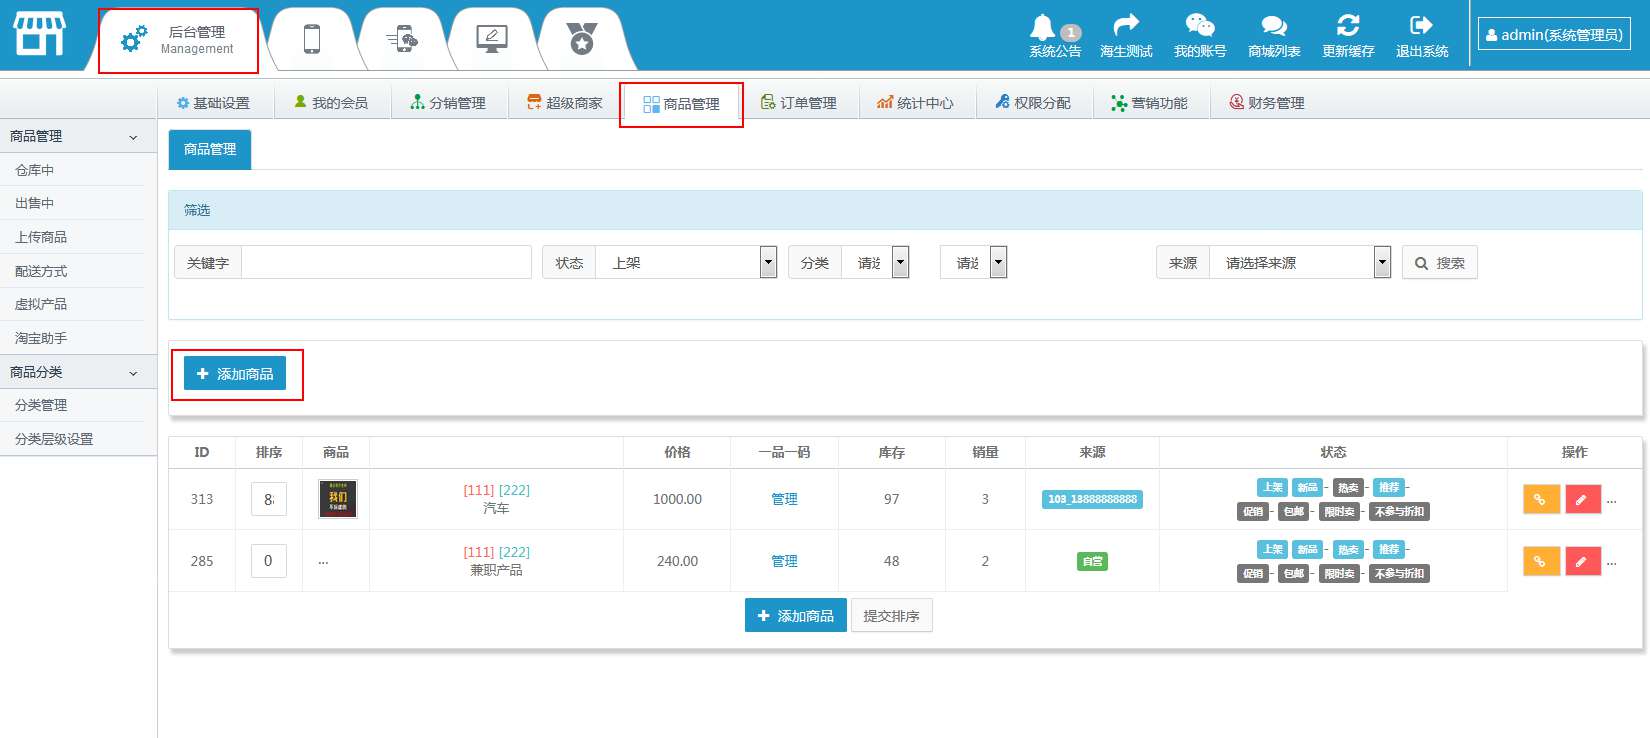 后台管理
Management
1
系统公告
海生测试
我的账号
商城列表
更新缓存
退出系统
admin(系统管理员)
基础设置
我的会员
分销管理
超级商家
商品管理
订单管理
统计中心
权限分配
营销功能
财务管理
商品管理
仓库中
出售中
上传商品
配送方式
虚拟产品
淘宝助手
商品分类
分类管理
分类层级设置
商品管理
筛选
关键字
状态 上架
分类 请选
请选
来源 请选择来源
搜索
添加商品
ID 排序 商品 价格 一品一码 库存 销量 来源 状态 操作
313 8 我们 [111] [222] 1000.00 管理 97 3 103_13888888888 上架 新品- 热卖- 推荐- ...
汽车 促销- 包邮- 限时卖- 不参与折扣
285 0 ... [111] [222] 240.00 管理 48 2 自营 上架 新品- 热卖- 推荐- ...
兼职产品 促销- 包邮- 限时卖- 不参与折扣
添加商品 提交排序